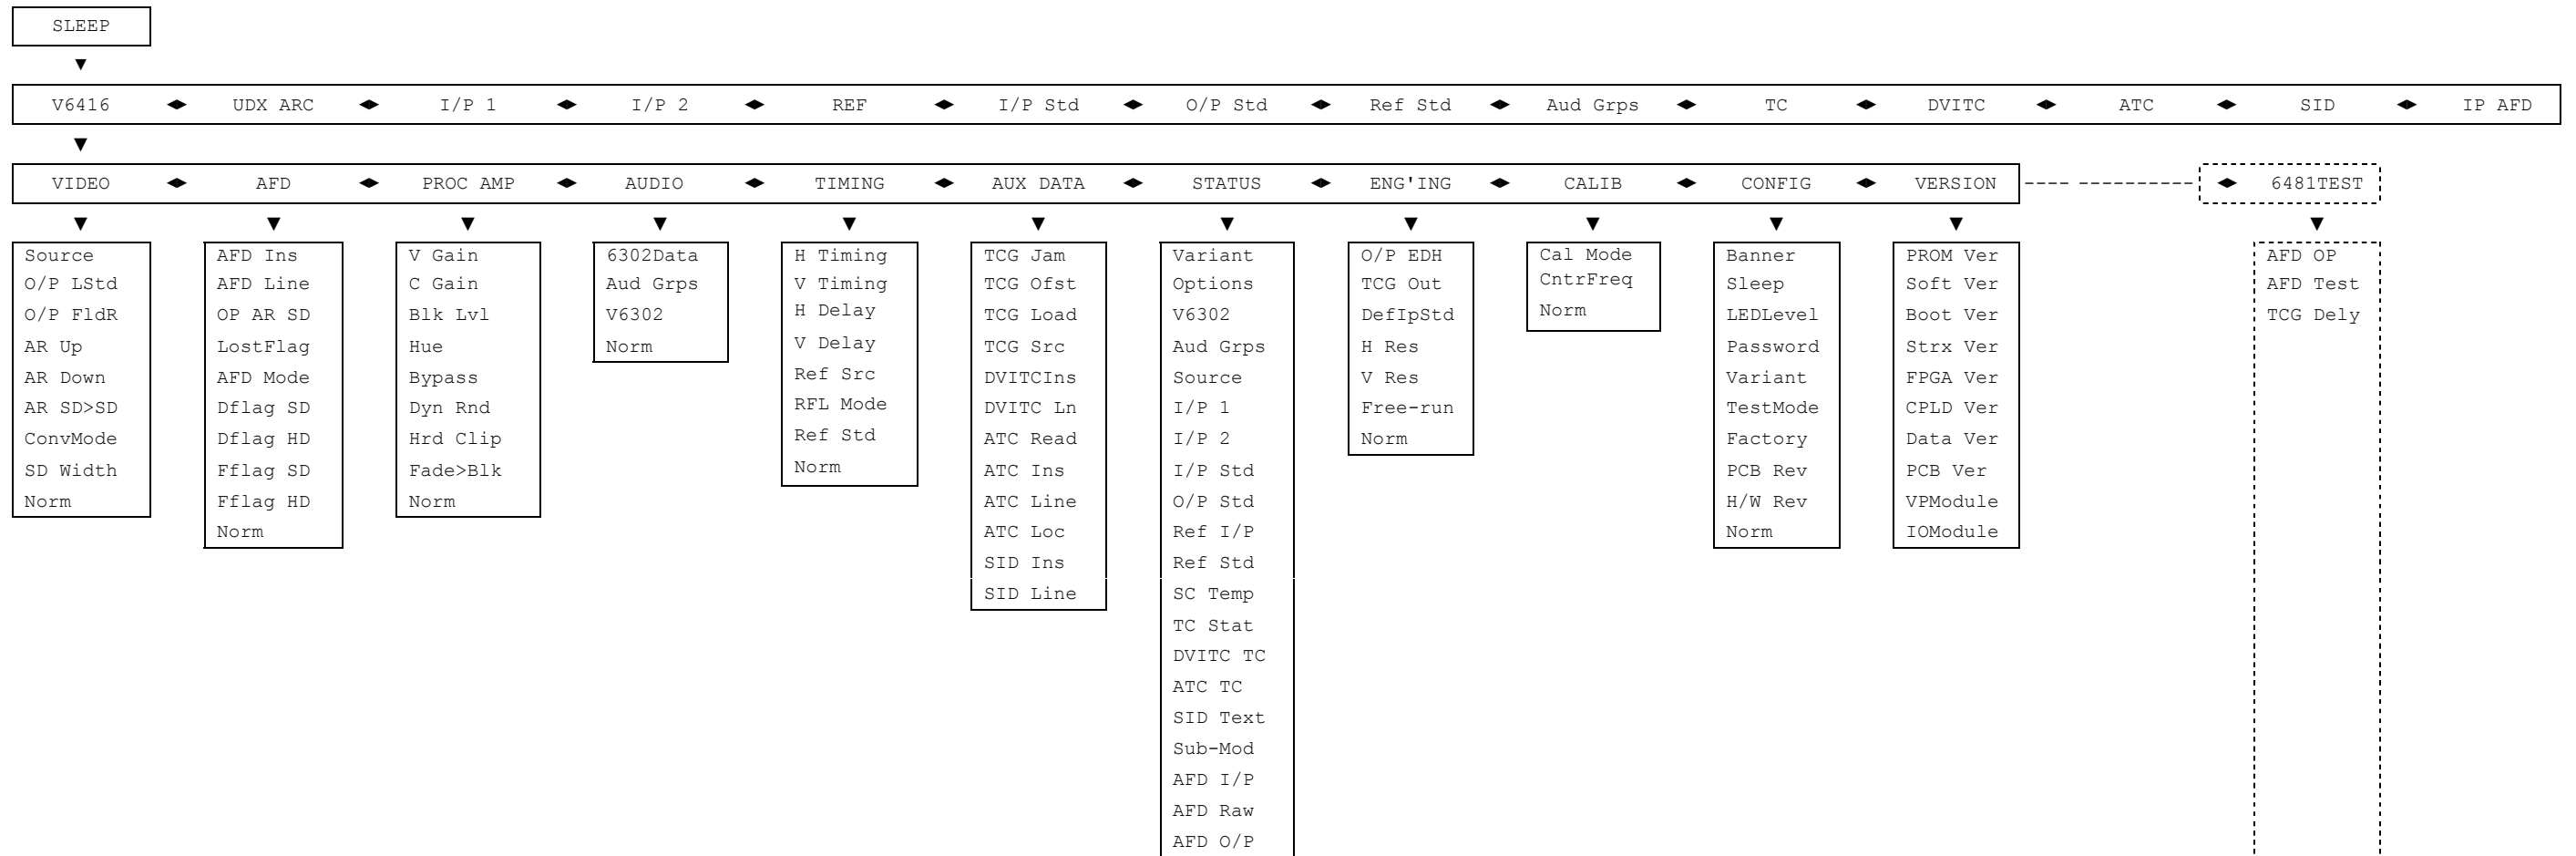 SLEEP
V6416 UDX ARC I/P 1 I/P 2 REF I/P Std O/P Std Ref Std Aud Grps TC DVITC ATC SID IP AFD
VIDEO AFD PROC AMP AUDIO TIMING AUX DATA STATUS ENG'ING CALIB CONFIG VERSION 6481TEST
Source
O/P LStd
O/P FldR
AR Up
AR Down
AR SD>SD
ConvMode
SD Width
Norm
AFD Ins
AFD Line
OP AR SD
LostFlag
AFD Mode
Dflag SD
Dflag HD
Fflag SD
Fflag HD
Norm
V Gain
C Gain
Blk Lvl
Hue
Bypass
Dyn Rnd
Hrd Clip
Fade>Blk
Norm
6302Data
Aud Grps
V6302
Norm
H Timing
V Timing
H Delay
V Delay
Ref Src
RFL Mode
Ref Std
Norm
TCG Jam
TCG Ofst
TCG Load
TCG Src
DVITCIns
DVITC Ln
ATC Read
ATC Ins
ATC Line
ATC Loc
SID Ins
SID Line
Variant
Options
V6302
Aud Grps
Source
I/P 1
I/P 2
I/P Std
O/P Std
Ref I/P
Ref Std
SC Temp
TC Stat
DVITC TC
ATC TC
SID Text
Sub-Mod
AFD I/P
AFD Raw
AFD O/P
O/P EDH
TCG Out
DefIpStd
H Res
V Res
Free-run
Norm
Cal Mode
CntrFreq
Norm
Banner
Sleep
LEDLevel
Password
Variant
TestMode
Factory
PCB Rev
H/W Rev
Norm
PROM Ver
Soft Ver
Boot Ver
Strx Ver
FPGA Ver
CPLD Ver
Data Ver
PCB Ver
VPModule
IOModule
AFD OP
AFD Test
TCG Dely